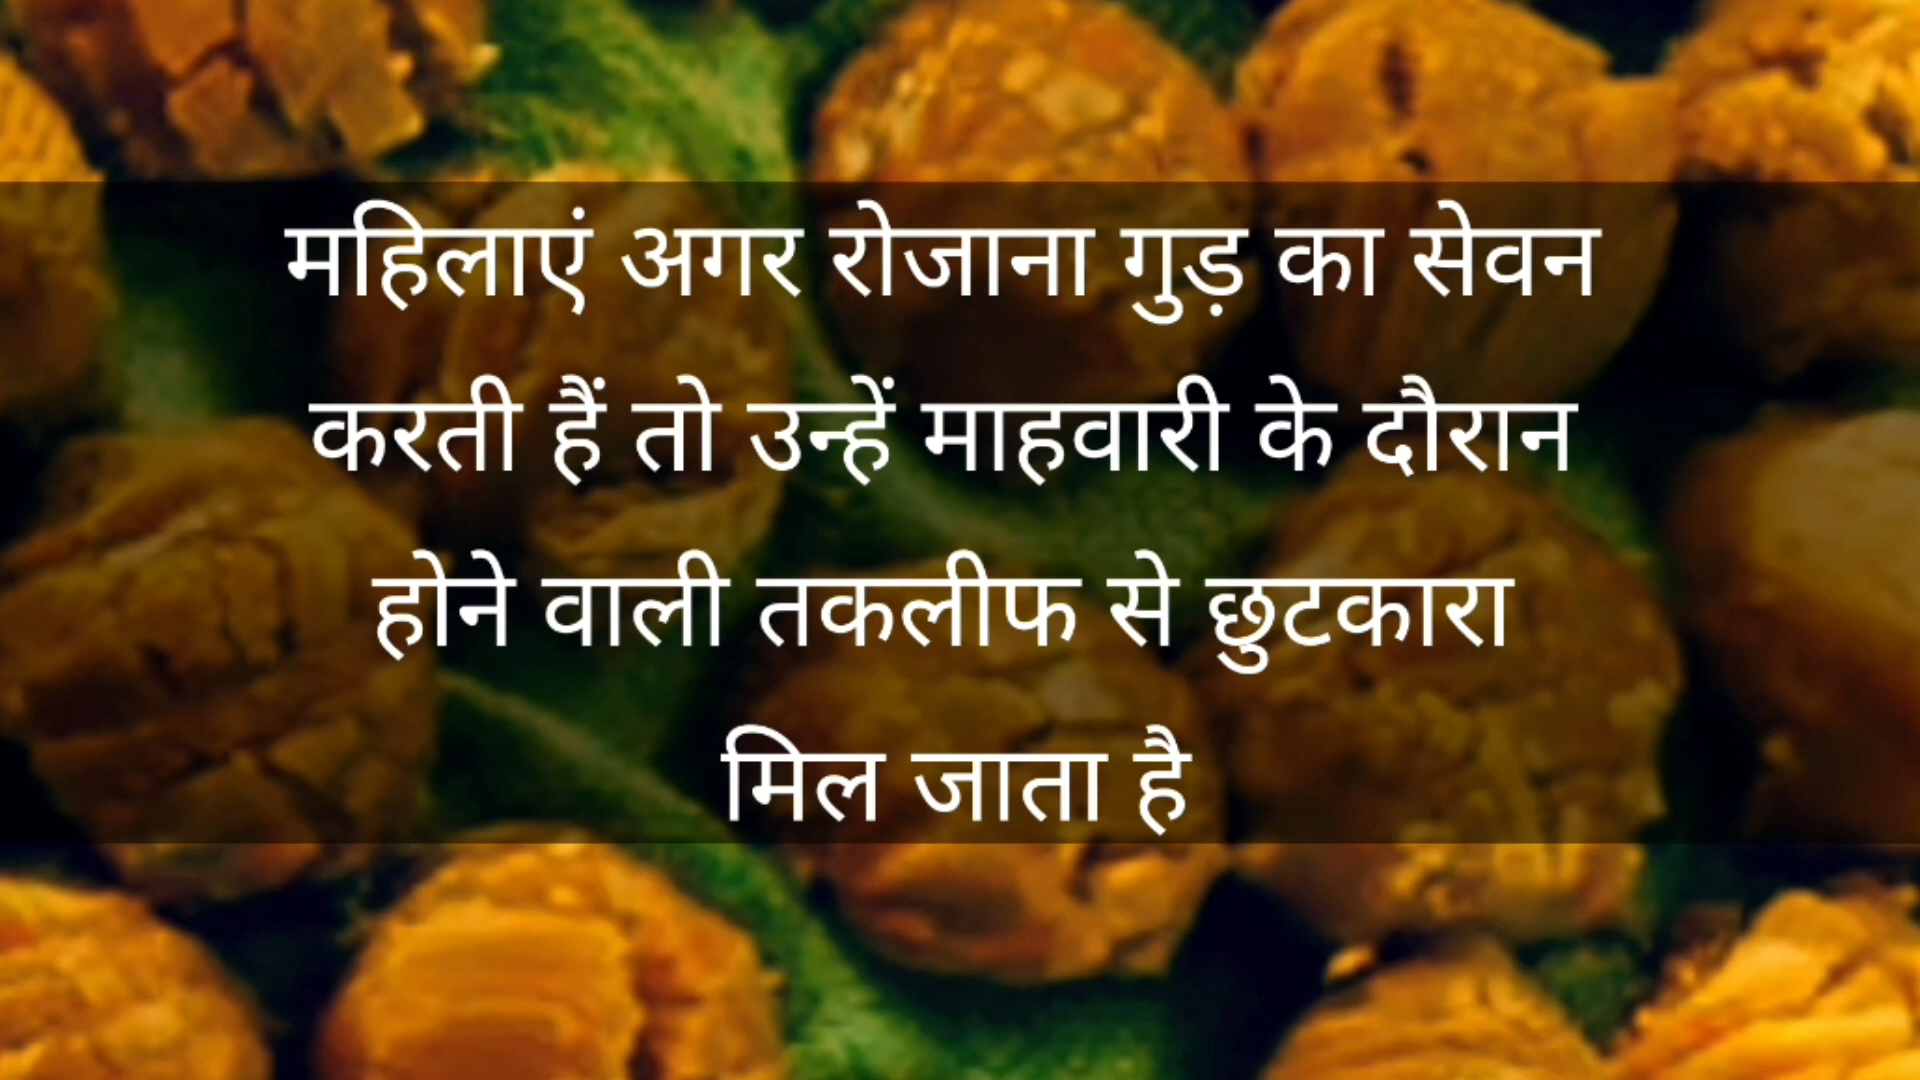 महिलाएं अगर रोजाना गुड़ का सेवन
करती हैं तो उन्हें माहवारी के दौरान
होने वाली तकलीफ से छुटकारा
मिल जाता है